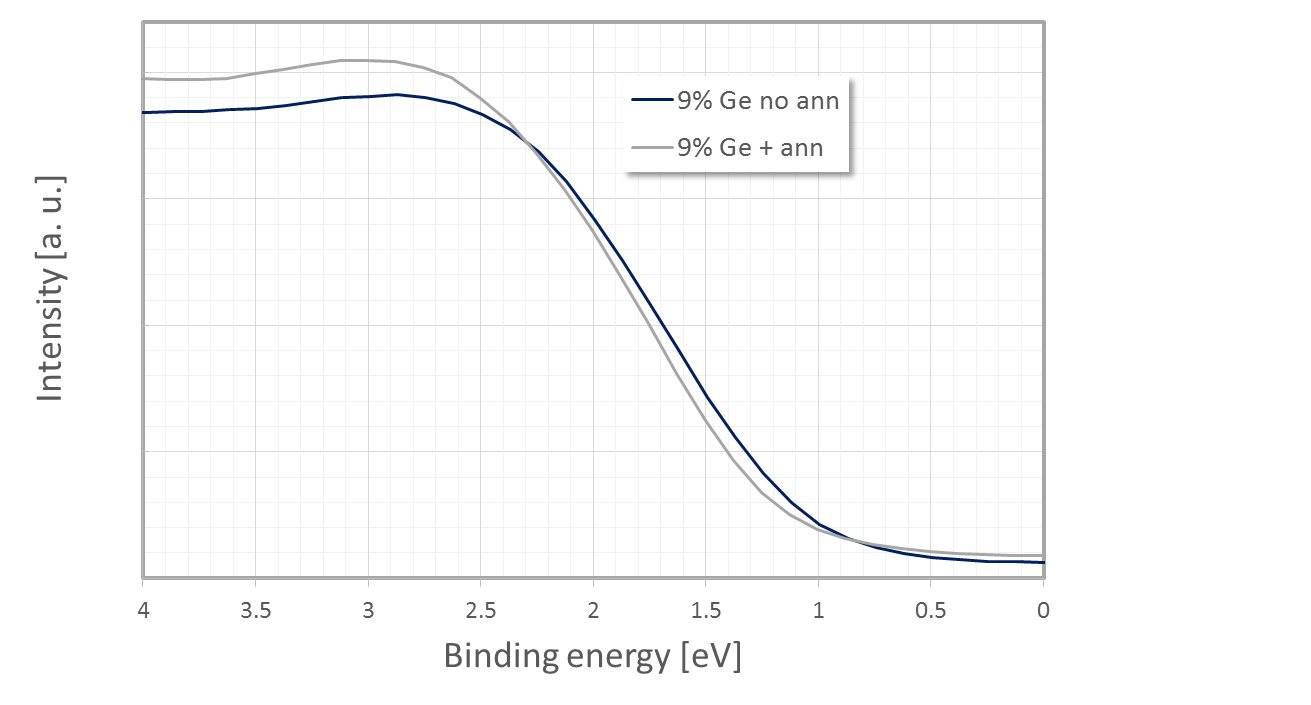 9% Ge no ann
9% Ge + ann
Intensity [a. u.]
4 3.5 3 2.5 2 1.5 1 0.5 0
Binding energy [eV]